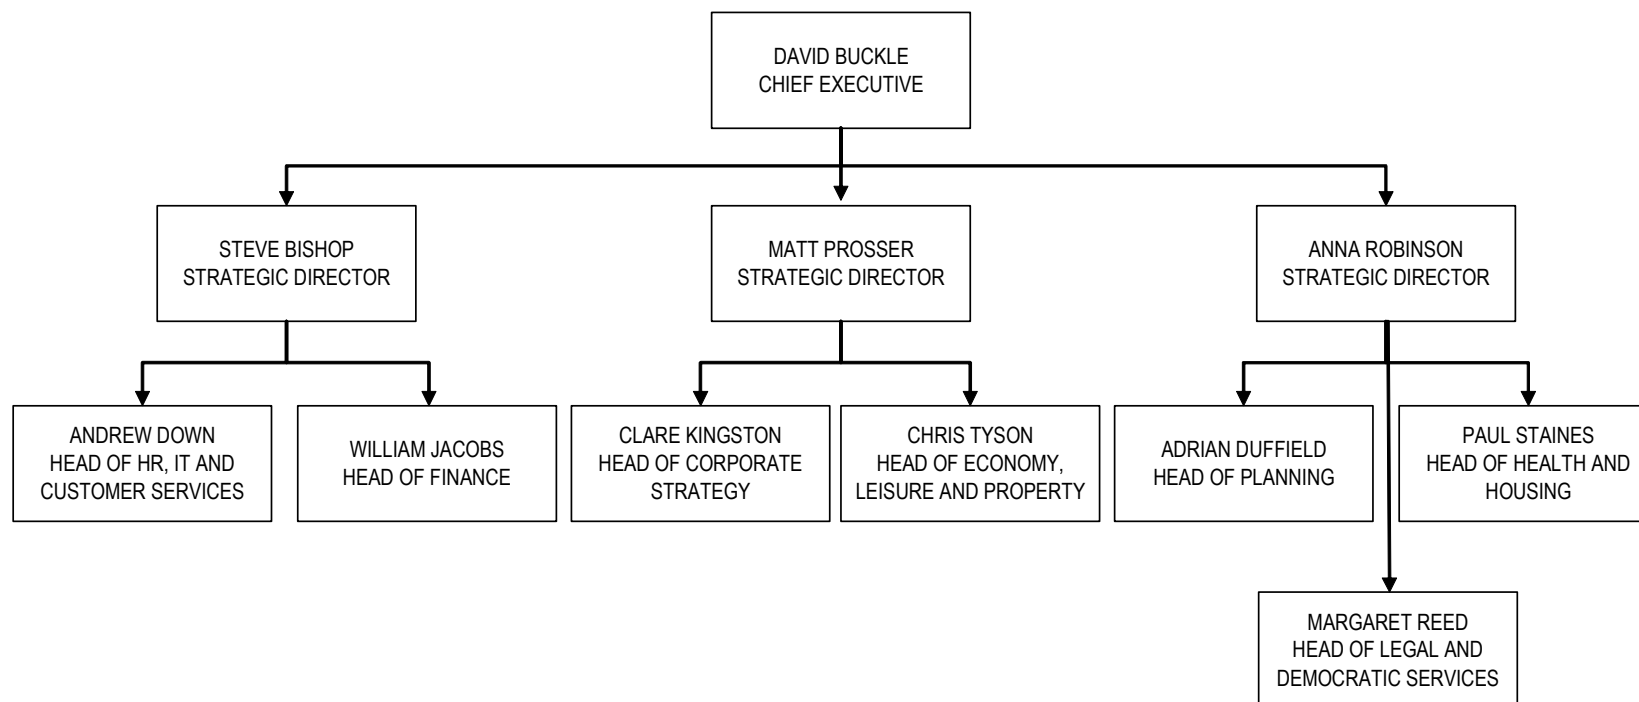 DAVID BUCKLE
CHIEF EXECUTIVE
STEVE BISHOP
STRATEGIC DIRECTOR
MATT PROSSER
STRATEGIC DIRECTOR
ANNA ROBINSON
STRATEGIC DIRECTOR
ANDREW DOWN
HEAD OF HR, IT AND
CUSTOMER SERVICES
WILLIAM JACOBS
HEAD OF FINANCE
CLARE KINGSTON
HEAD OF CORPORATE
STRATEGY
CHRIS TYSON
HEAD OF ECONOMY,
LEISURE AND PROPERTY
ADRIAN DUFFIELD
HEAD OF PLANNING
PAUL STAINES
HEAD OF HEALTH AND
HOUSING
MARGARET REED
HEAD OF LEGAL AND
DEMOCRATIC SERVICES